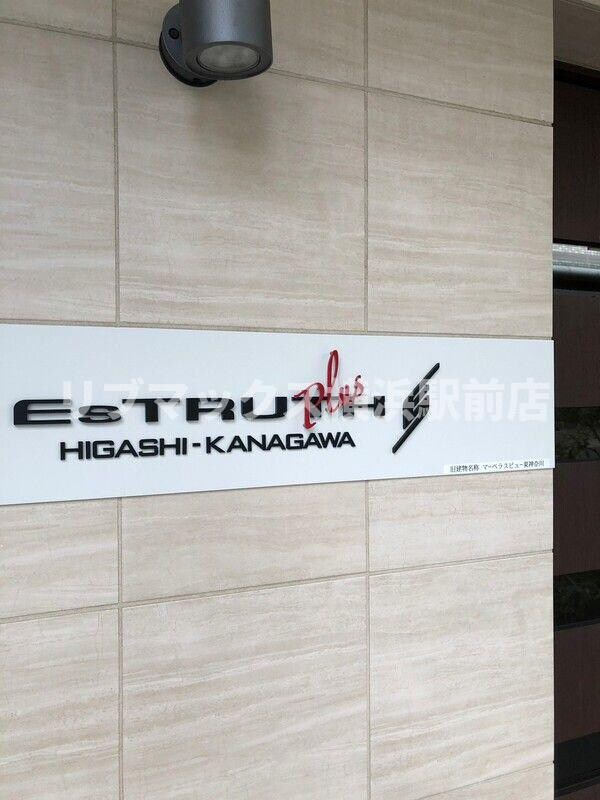 EsTRUTH plus
HIGASHI-KANAGAWA
旧建物名称 マーベラスビュー東神奈川
リブマックス横浜駅前店